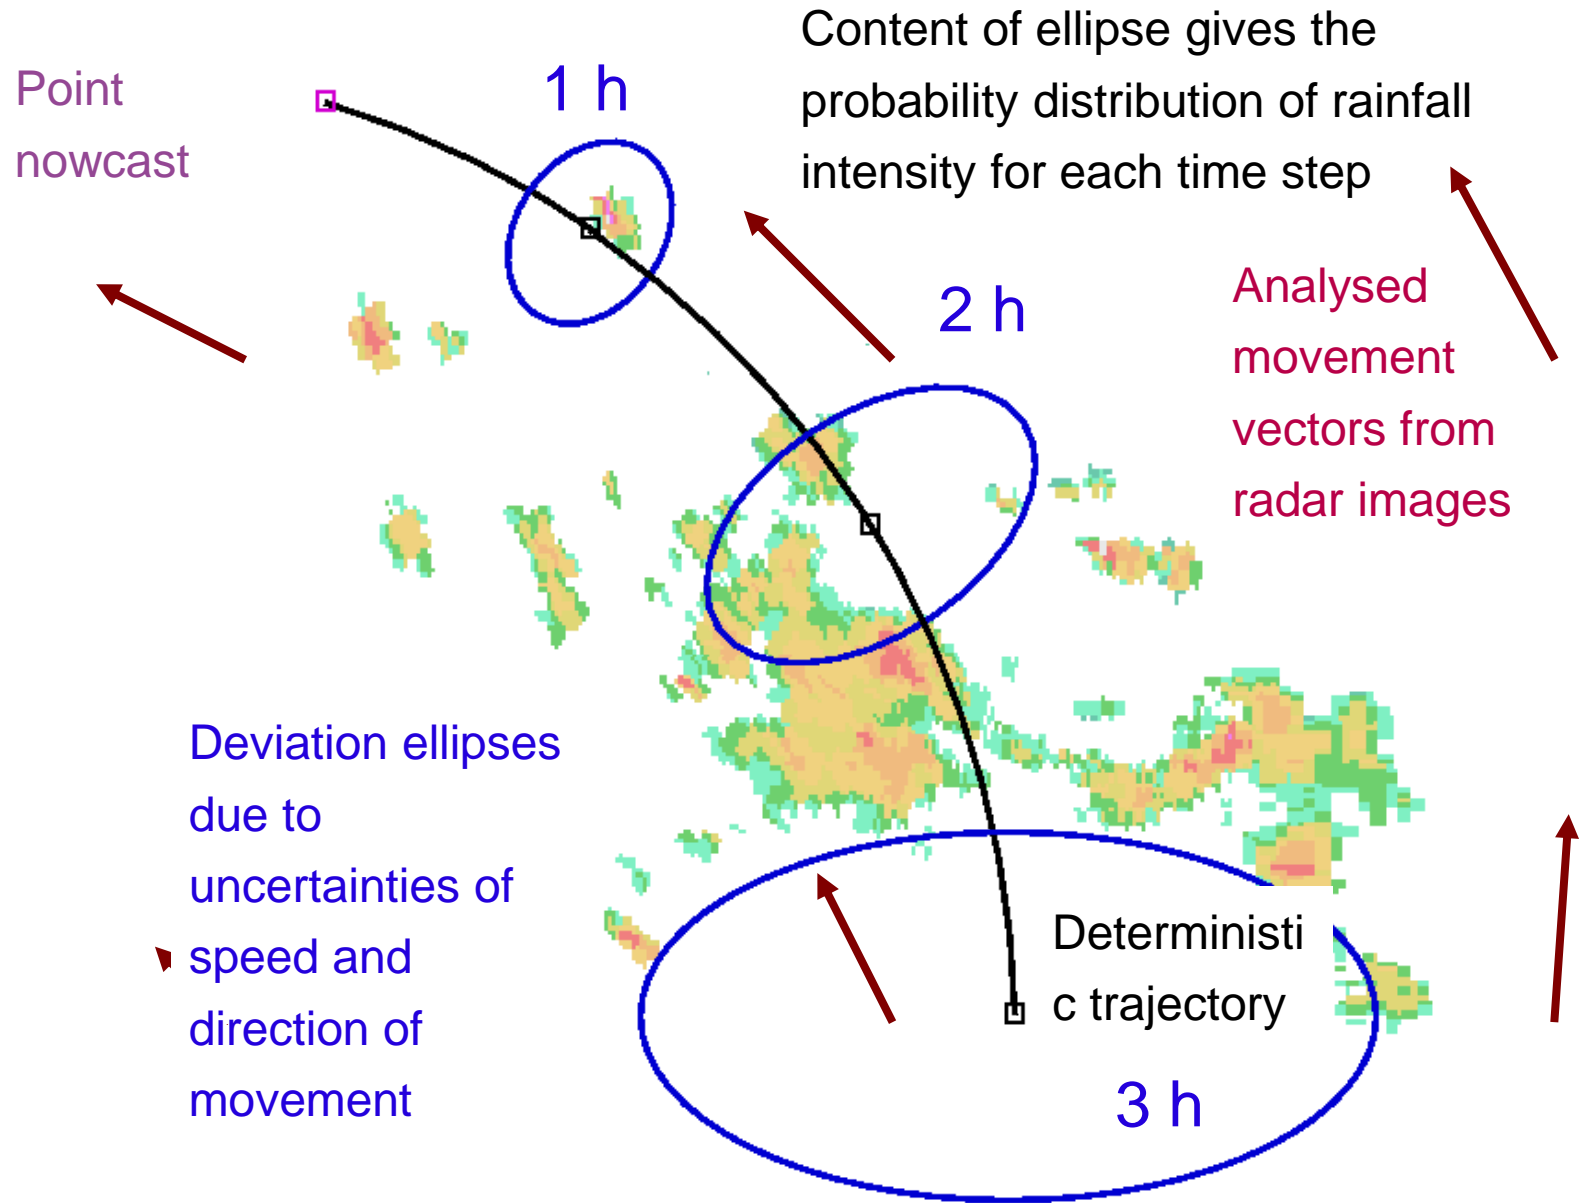 Content of ellipse gives the
probability distribution of rainfall
intensity for each time step
Point
nowcast
1 h
2 h
Analysed
movement
vectors from
radar images
Deviation ellipses
due to
uncertainties of
speed and
direction of
movement
Deterministi
c trajectory
3 h